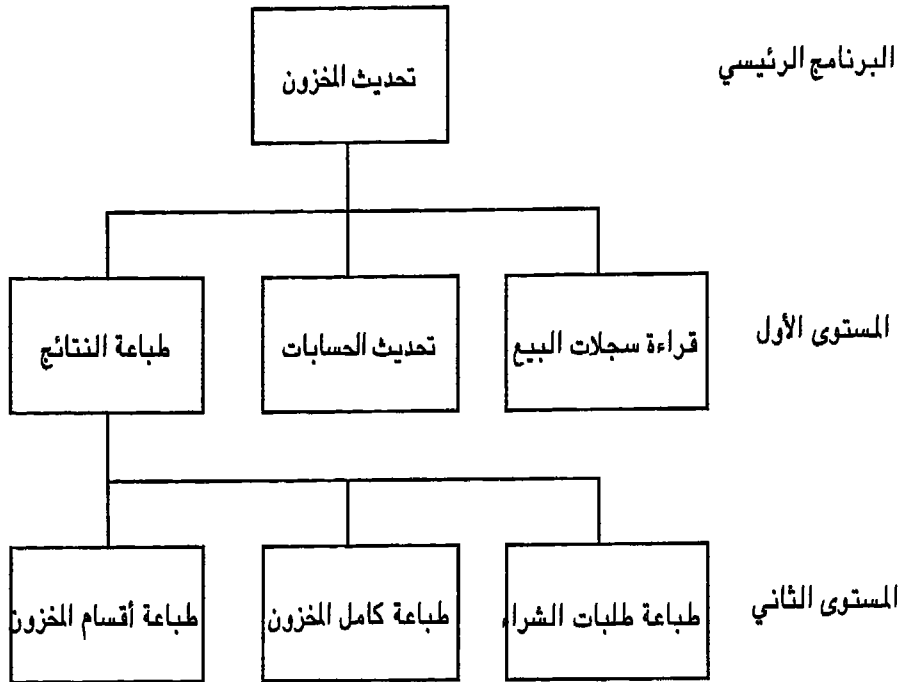 البرنامج الرئيسي
تحديث المخزون
المستوى الأول
قراءة سجلات البيع
تحديث الحسابات
طباعة النتائج
المستوى الثاني
طباعة طلبات الشراء
طباعة كامل المخزون
طباعة أقسام المخزون